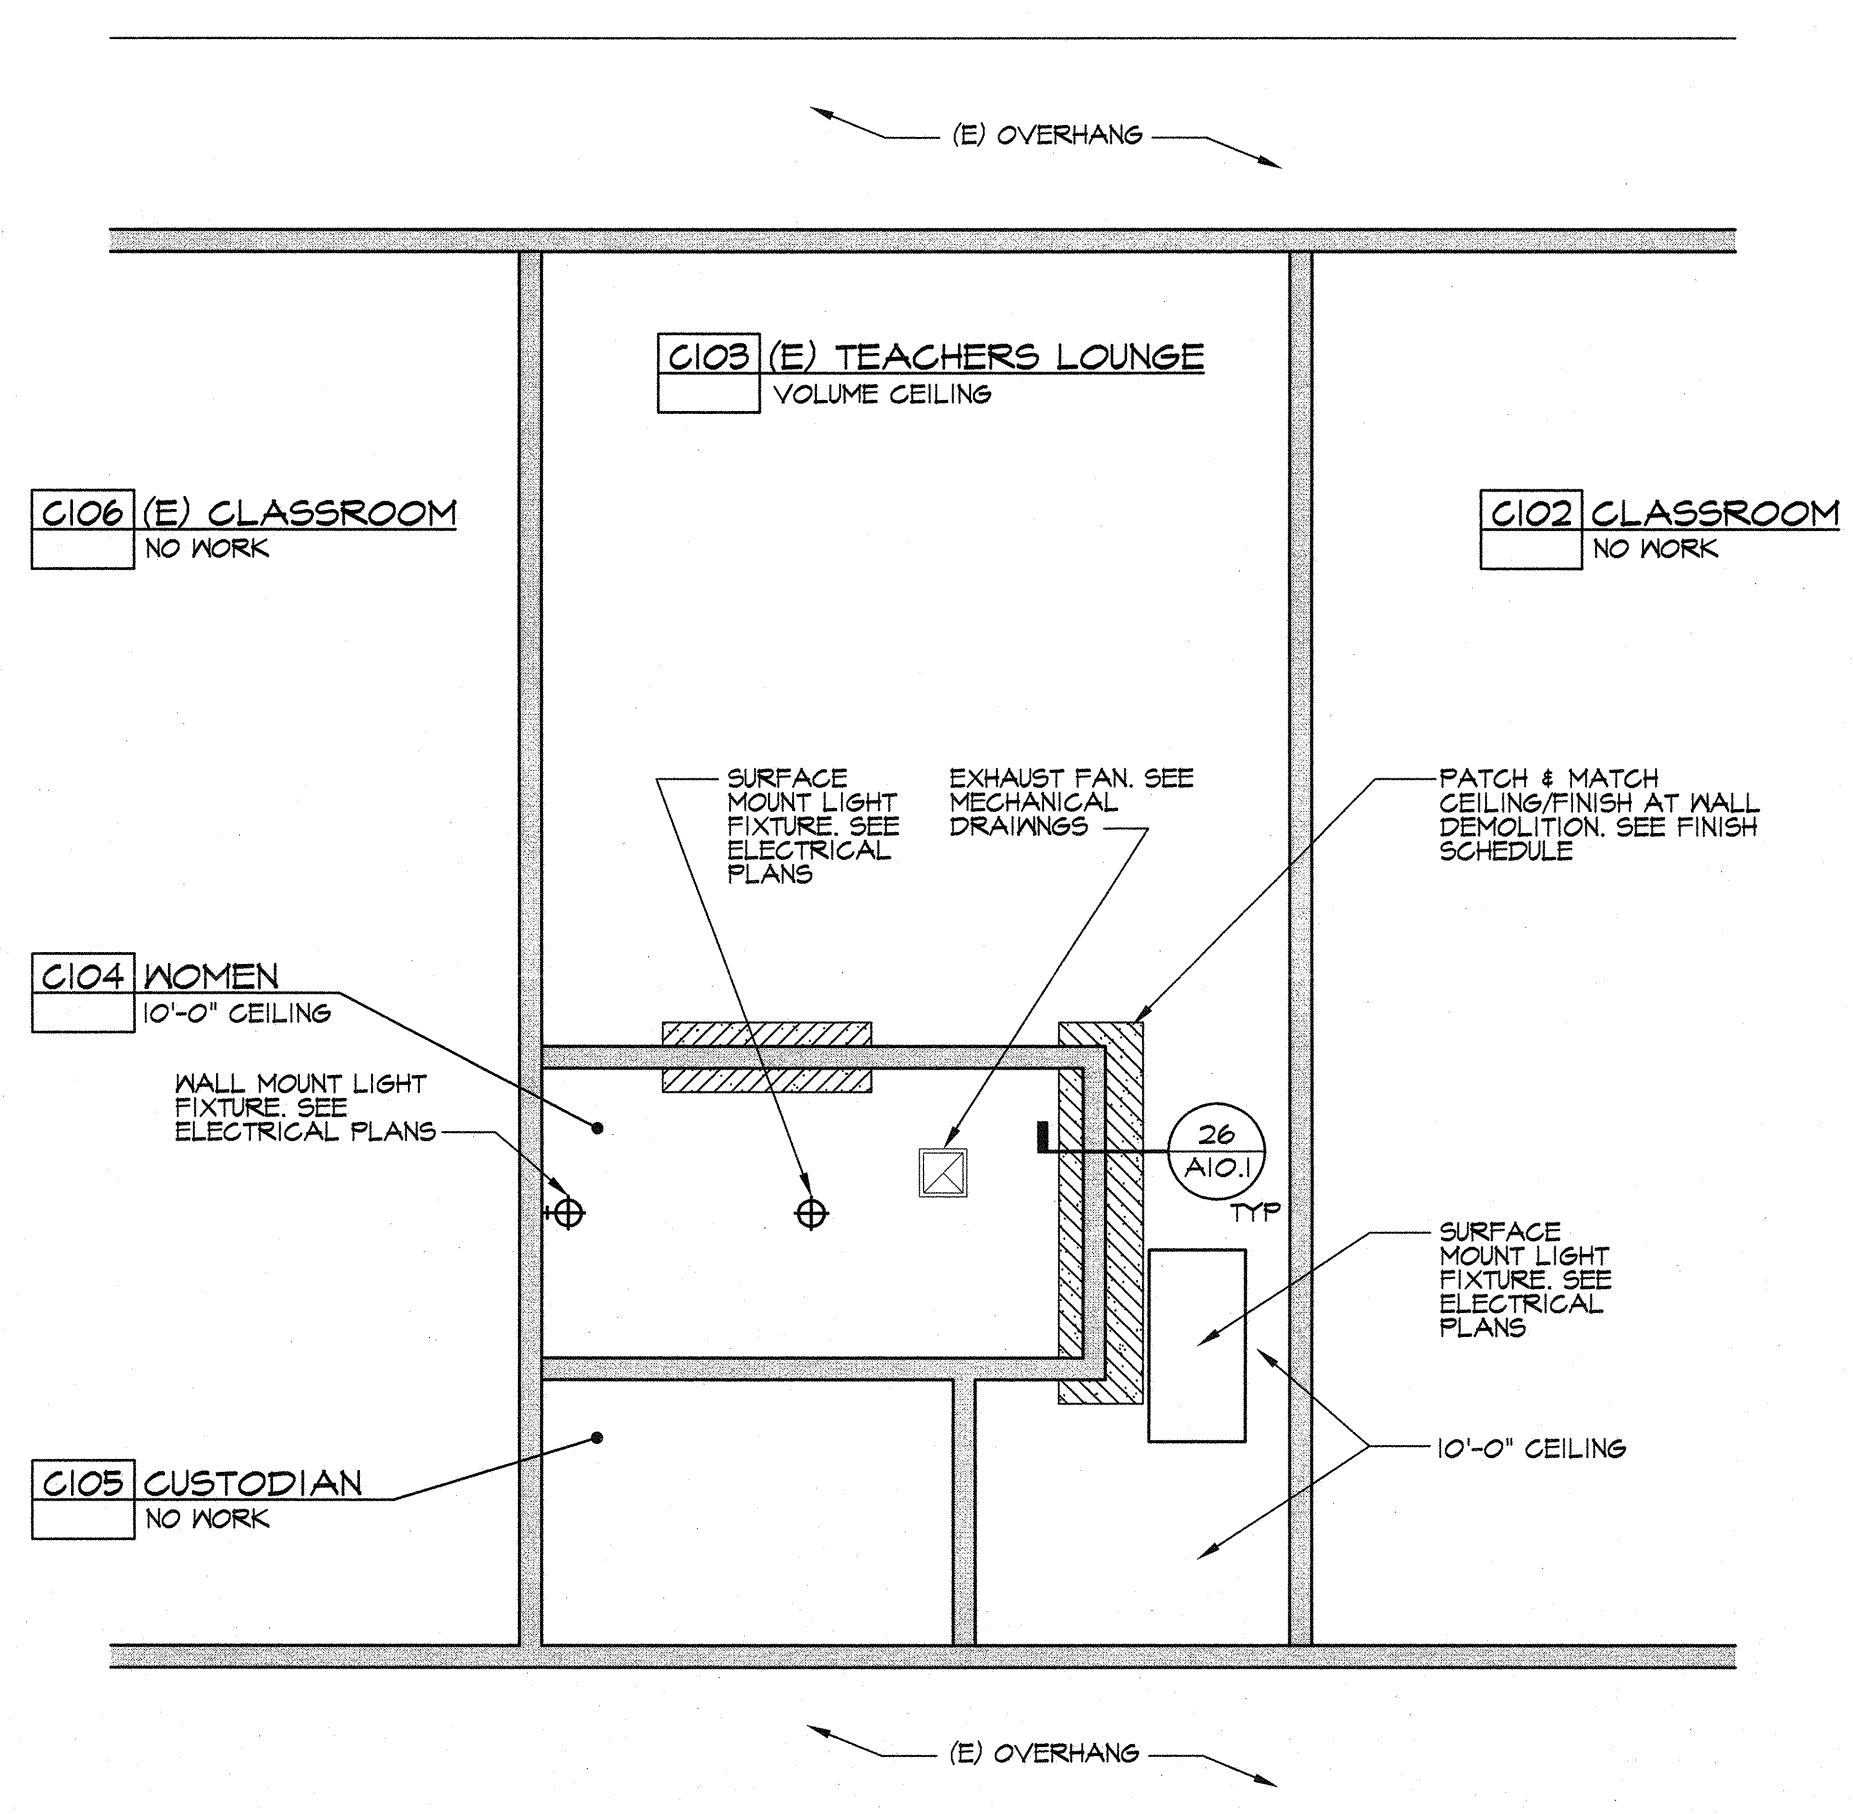 (E) OVERHANG
C103 (E) TEACHERS LOUNGE
VOLUME CEILING
C106 (E) CLASSROOM
NO WORK
C102 CLASSROOM
NO WORK
SURFACE
MOUNT LIGHT
FIXTURE. SEE
ELECTRICAL
PLANS
EXHAUST FAN. SEE
MECHANICAL
DRAIWNGS
PATCH & MATCH
CEILING/FINISH AT WALL
DEMOLITION. SEE FINISH
SCHEDULE
C104 WOMEN
10'-0" CEILING
WALL MOUNT LIGHT
FIXTURE. SEE
ELECTRICAL PLANS
26
A10.1
TYP
SURFACE
MOUNT LIGHT
FIXTURE. SEE
ELECTRICAL
PLANS
10'-0" CEILING
C105 CUSTODIAN
NO WORK
(E) OVERHANG